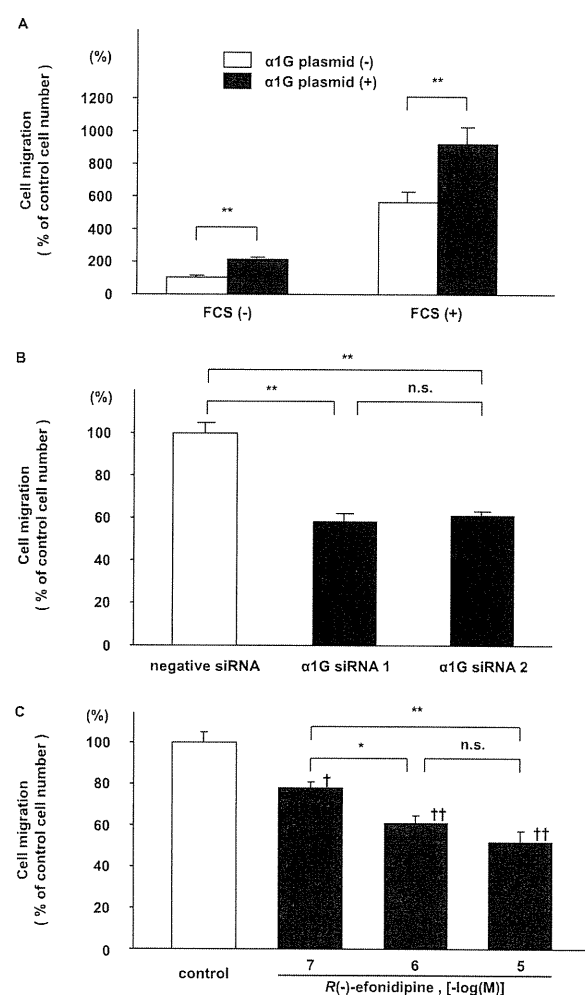 A
(%)
α1G plasmid (-)
α1G plasmid (+)
**
**
1200
1000
800
600
400
200
0
Cell migration
( % of control cell number )
FCS (-)
FCS (+)
B
(%)
**
**
n.s.
100
80
60
40
20
0
Cell migration
( % of control cell number )
negative siRNA
α1G siRNA 1
α1G siRNA 2
C
(%)
**
*
n.s.
†
††
††
100
80
60
40
20
0
Cell migration
( % of control cell number )
control
7
6
5
R(-)-efonidipine , [-log(M)]